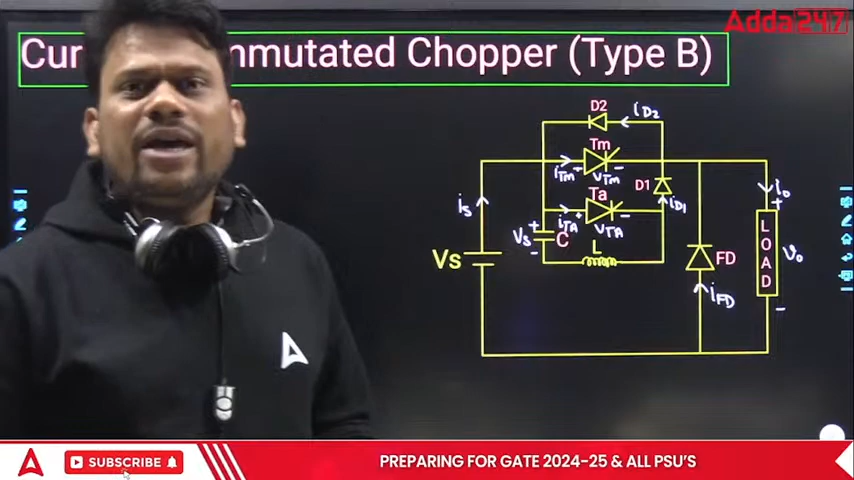 Adda247
Cur mmutated Chopper (Type B)
D2 iD2
Tm
iTm + VTm -
D1 iD1
Ta
iTA + VTA -
is
Vs
+ Vs - C
L
FD
iFD
io
+
LOAD
vo
-
SUBSCRIBE
PREPARING FOR GATE 2024-25 & ALL PSU'S